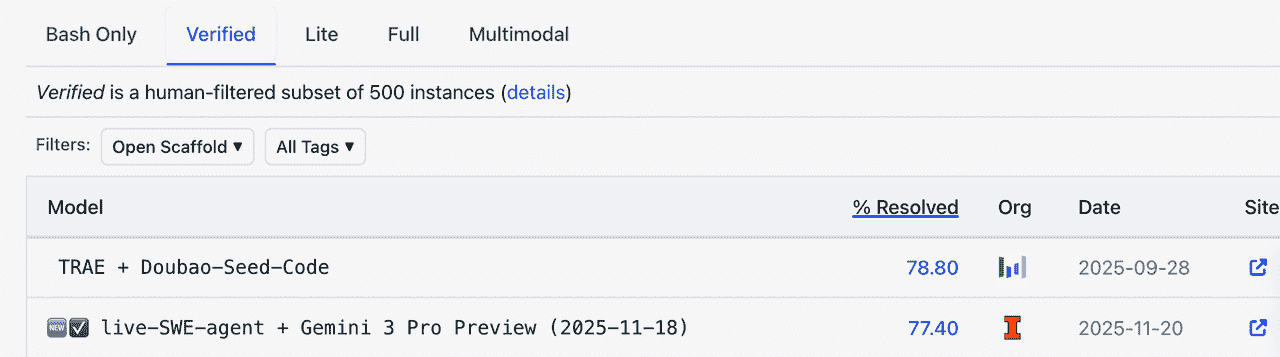 Bash Only Verified Lite Full Multimodal
Verified is a human-filtered subset of 500 instances (details)
Filters: Open Scaffold ▼ All Tags ▼
Model % Resolved Org Date Site
TRAE + Doubao-Seed-Code 78.80 2025-09-28
🆕☑ live-SWE-agent + Gemini 3 Pro Preview (2025-11-18) 77.40 2025-11-20